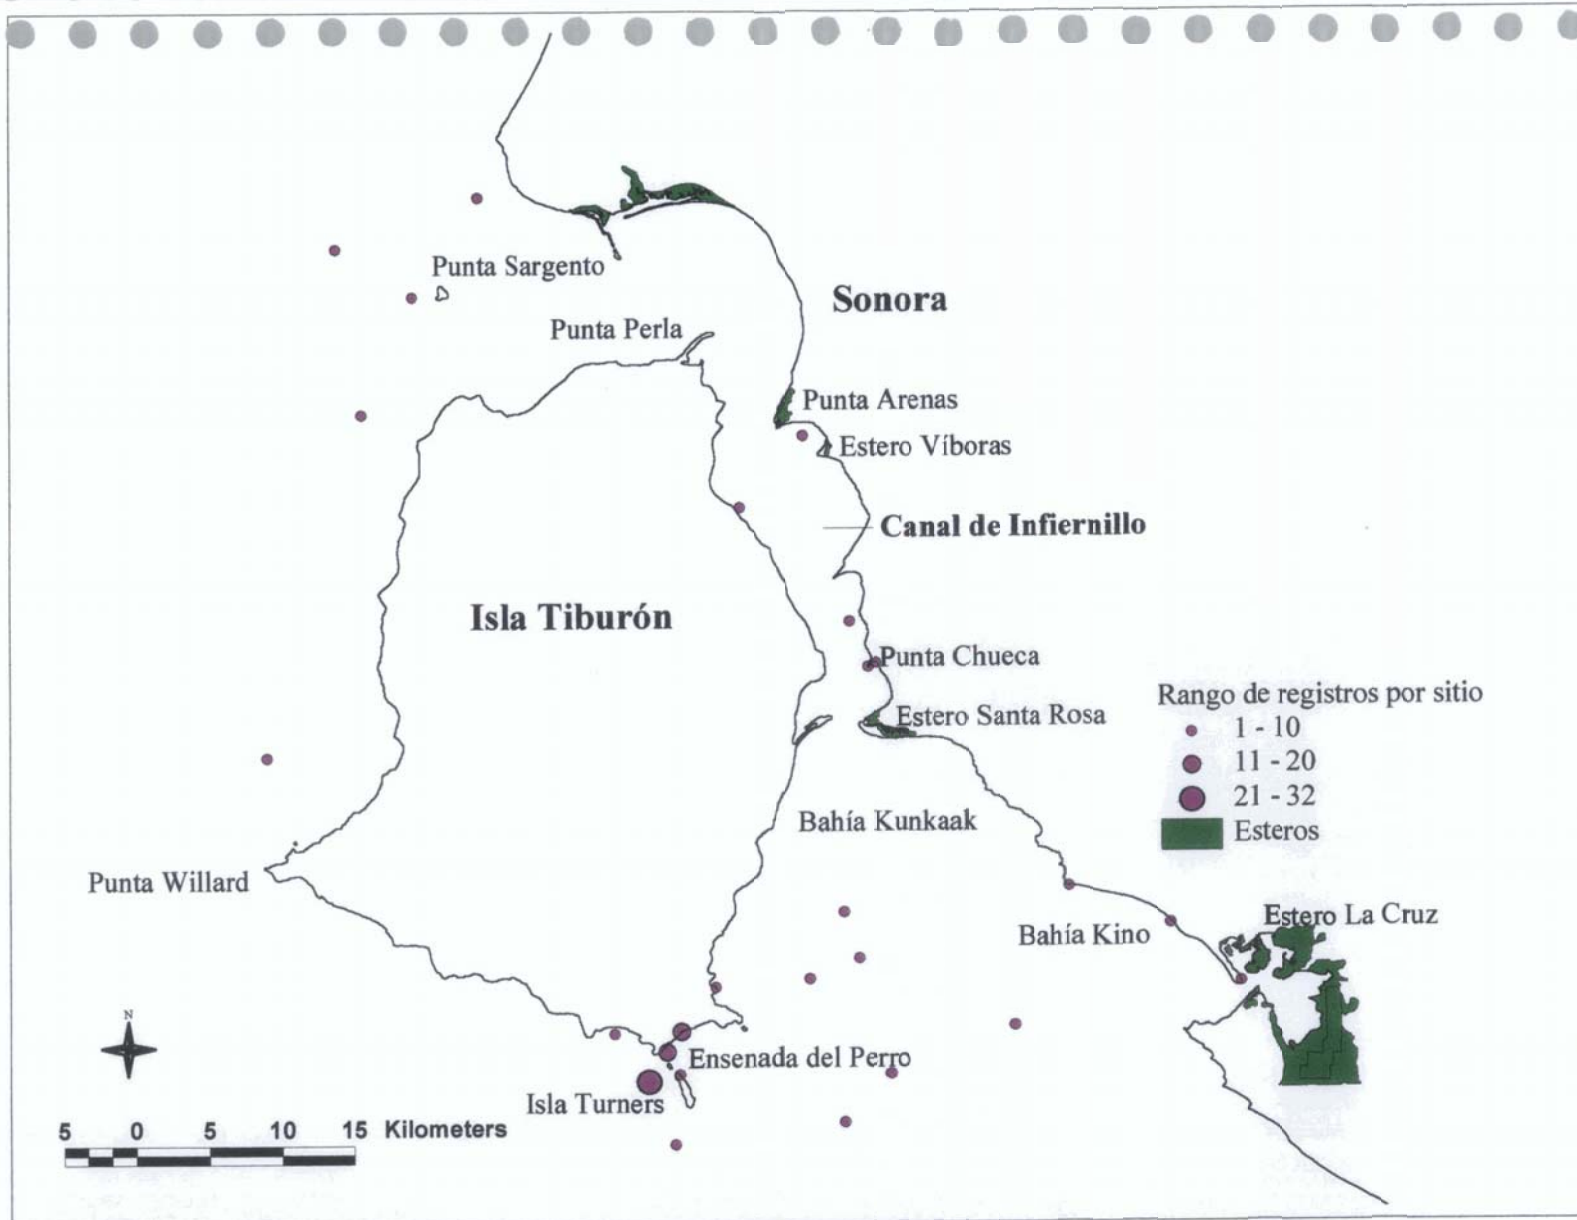 Punta Sargento
Sonora
Punta Perla
Punta Arenas
Estero Víboras
Canal de Infiernillo
Isla Tiburón
Punta Chueca
Estero Santa Rosa
Rango de registros por sitio
1 - 10
11 - 20
21 - 32
Esteros
Bahía Kunkaak
Punta Willard
Estero La Cruz
Bahía Kino
N
Ensenada del Perro
Isla Turners
5 0 5 10 15 Kilometers